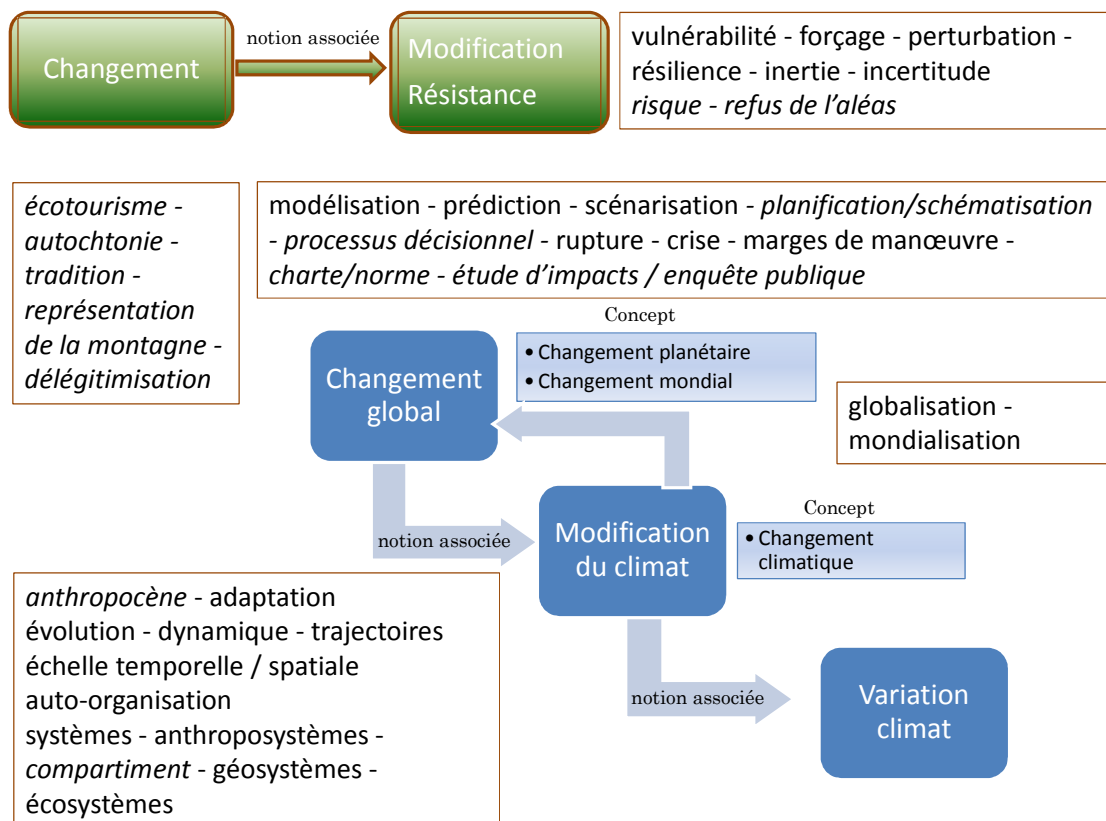 Changement
notion associée
Modification
Résistance
vulnérabilité - forçage - perturbation -
résilience - inertie - incertitude
risque - refus de l'aléas
écotourisme -
autochtonie -
tradition -
représentation
de la montagne -
délégitimisation
modélisation - prédiction - scénarisation - planification/schématisation
- processus décisionnel - rupture - crise - marges de manœuvre -
charte/norme - étude d'impacts / enquête publique
Concept
• Changement planétaire
• Changement mondial
Changement
global
globalisation -
mondialisation
notion associée
Modification
du climat
Concept
• Changement
climatique
anthropocène - adaptation
évolution - dynamique - trajectoires
échelle temporelle / spatiale
auto-organisation
systèmes - anthroposystèmes -
compartiment - géosystèmes -
écosystèmes
notion associée
Variation
climat